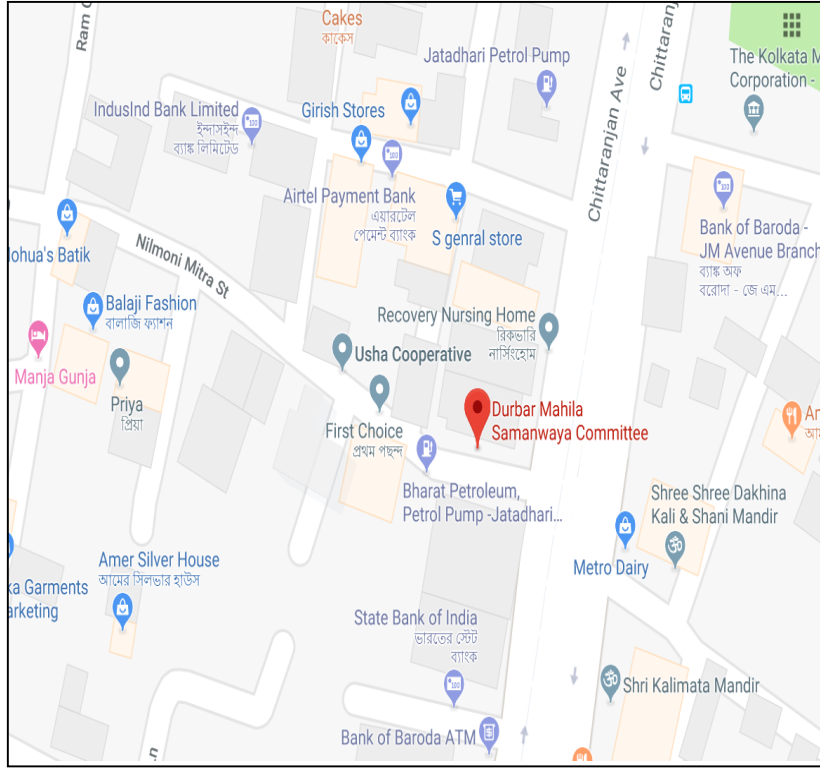 Cakes
কাকেস
Ram
Jatadhari Petrol Pump
Chittaranjan Ave
The Kolkata M
Corporation -
IndusInd Bank Limited
ইন্দাসইন্দ
ব্যাঙ্ক লিমিটেড
Girish Stores
Airtel Payment Bank
এয়ারটেল
পেমেন্ট ব্যাংক
S genral store
Bank of Baroda -
JM Avenue Branch
ব্যাঙ্ক অফ
বরোদা - জে এম...
ohua's Batik
Nilmoni Mitra St
Balaji Fashion
বালাজি ফ্যাশন
Recovery Nursing Home
রিকভারি
নার্সিংহোম
Usha Cooperative
Manja Gunja
Priya
প্রিয়া
First Choice
প্রথম পছন্দ
Durbar Mahila
Samanwaya Committee
Bharat Petroleum,
Petrol Pump -Jatadhari...
Shree Shree Dakhina
Kali & Shani Mandir
Metro Dairy
Amer Silver House
আমের সিলভার হাউস
ka Garments
arketing
State Bank of India
ভারতের স্টেট
ব্যাংক
Shri Kalimata Mandir
Bank of Baroda ATM